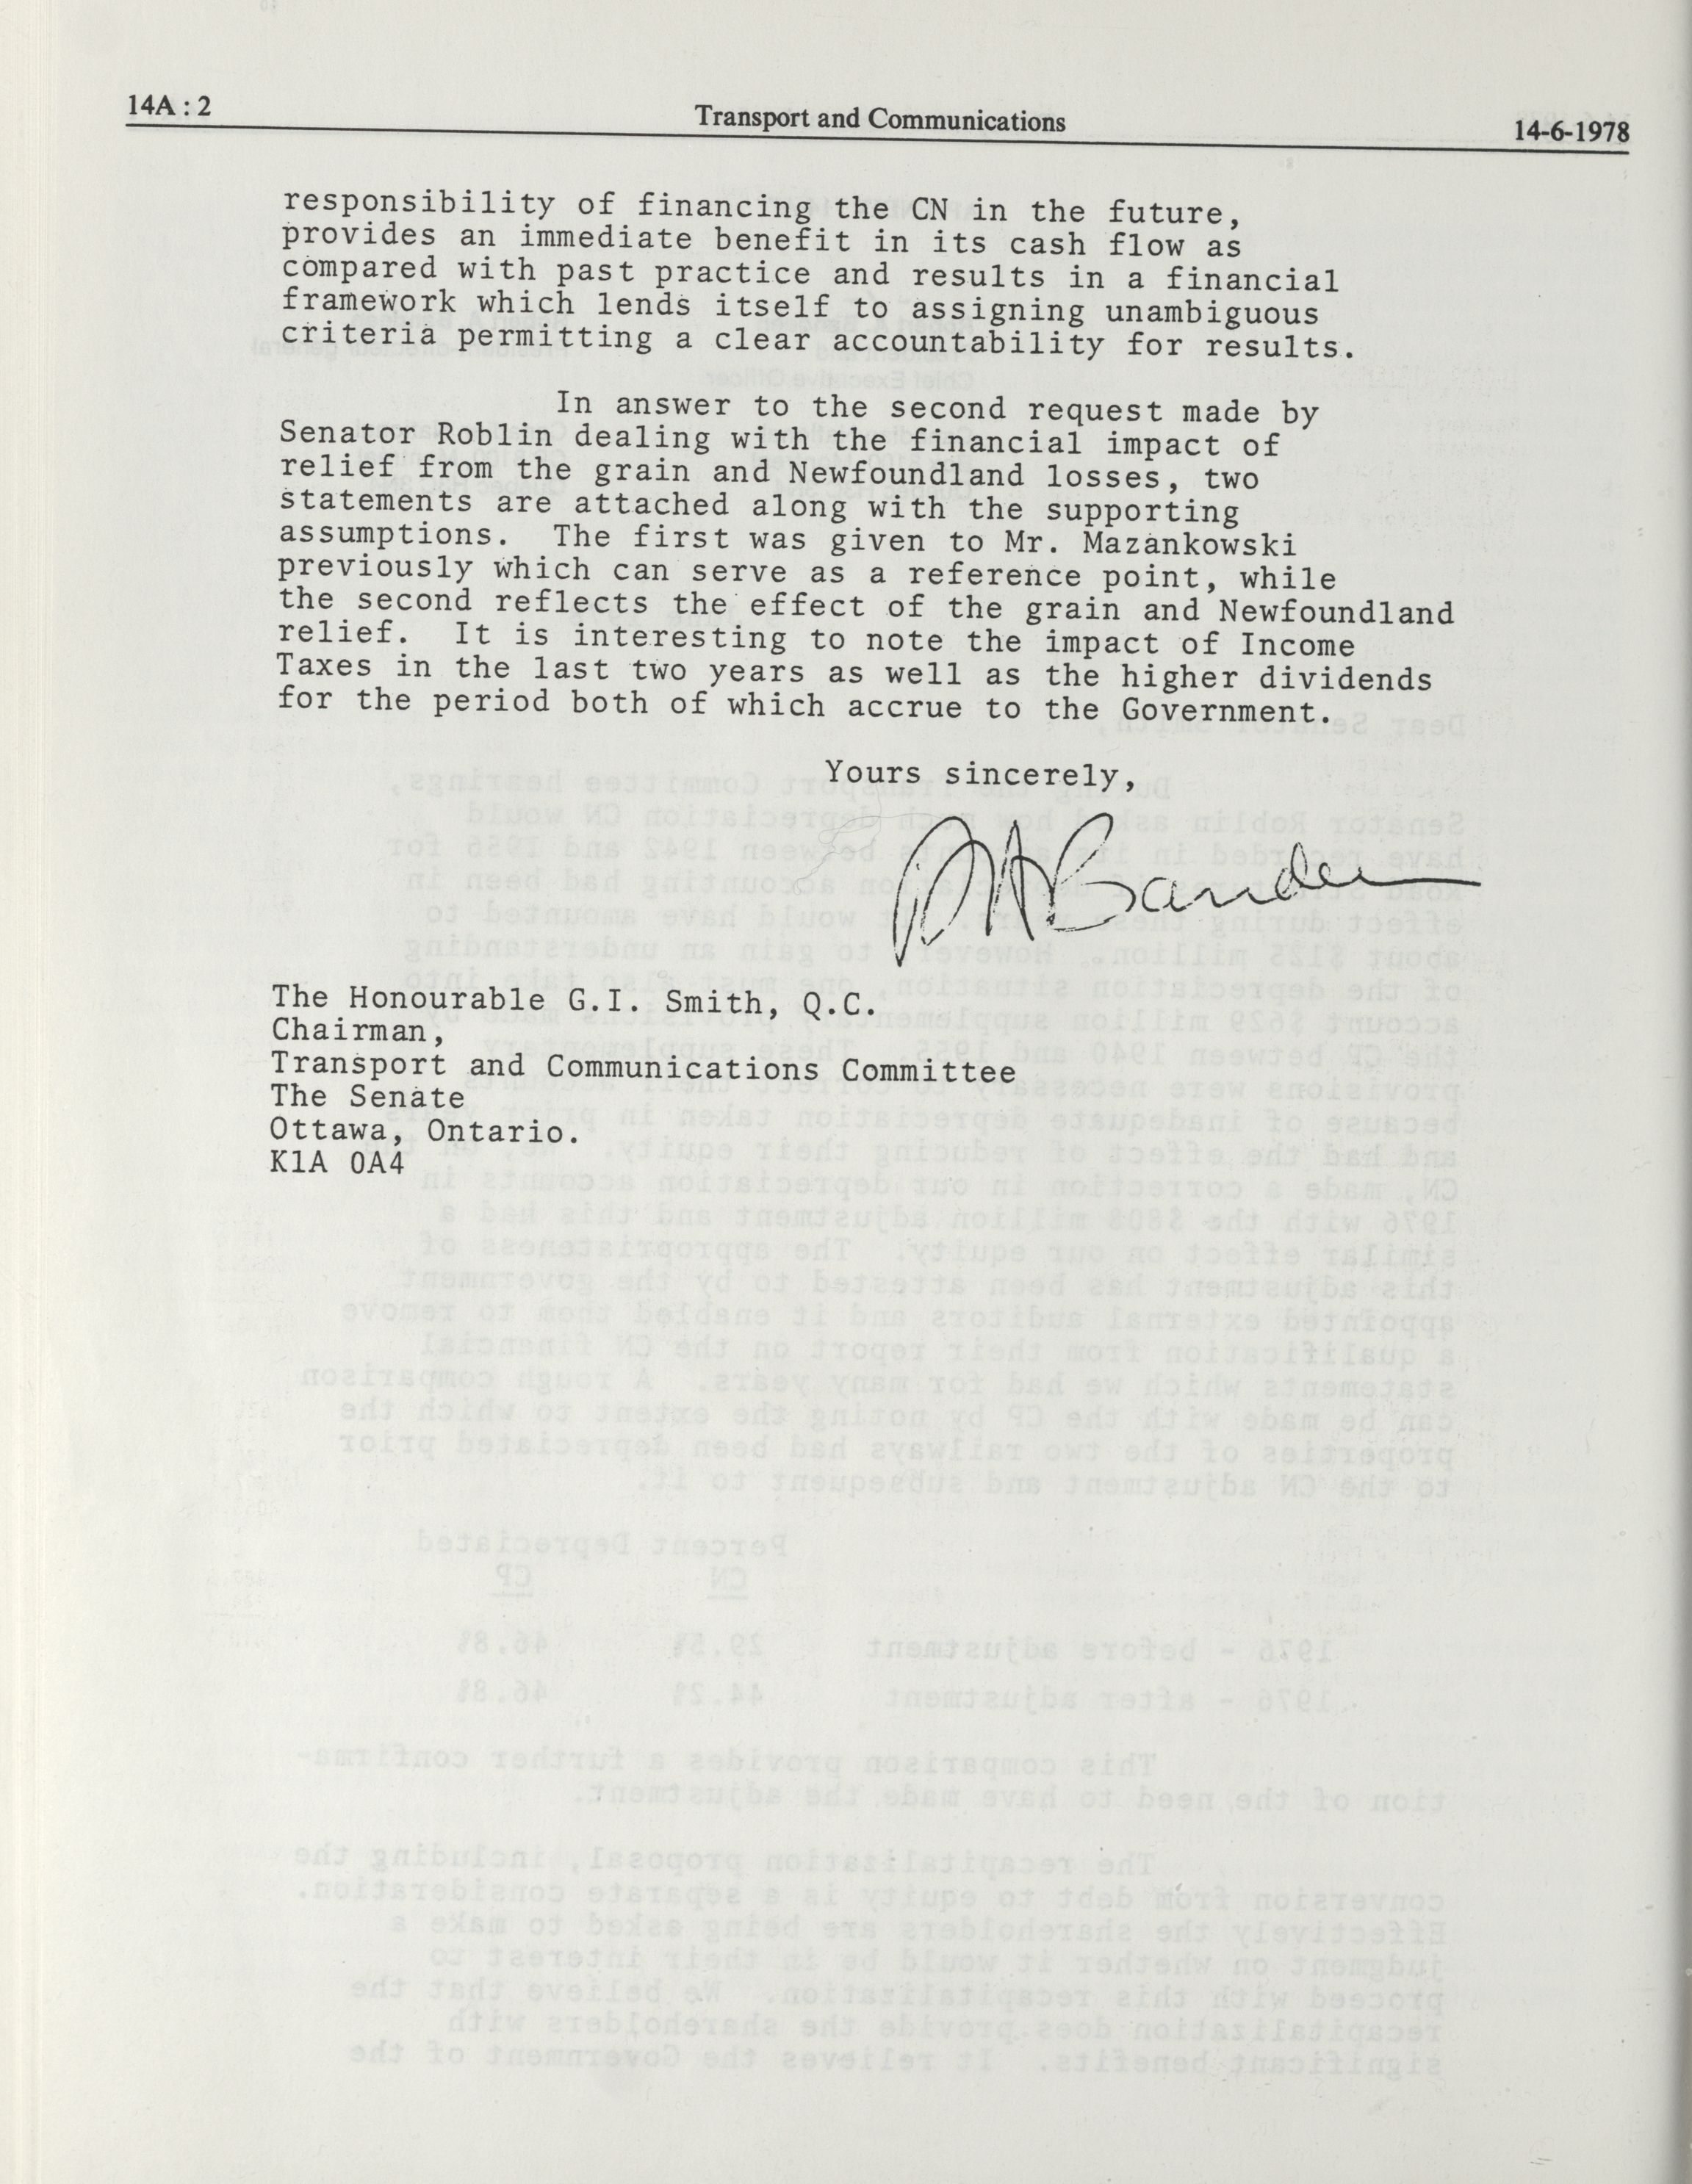 14A : 2 Transport and Communications 14-6-1978
responsibility of financing the CN in the future,
provides an immediate benefit in its cash flow as
compared with past practice and results in a financial
framework which lends itself to assigning unambiguous
criteria permitting a clear accountability for results.
In answer to the second request made by
Senator Roblin dealing with the financial impact of
relief from the grain and Newfoundland losses, two
statements are attached along with the supporting
assumptions. The first was given to Mr. Mazankowski
previously which can serve as a reference point, while
the second reflects the effect of the grain and Newfoundland
relief. It is interesting to note the impact of Income
Taxes in the last two years as well as the higher dividends
for the period both of which accrue to the Government.
Yours sincerely,
The Honourable G.I. Smith, Q.C.
Chairman,
Transport and Communications Committee
The Senate
Ottawa, Ontario.
K1A 0A4